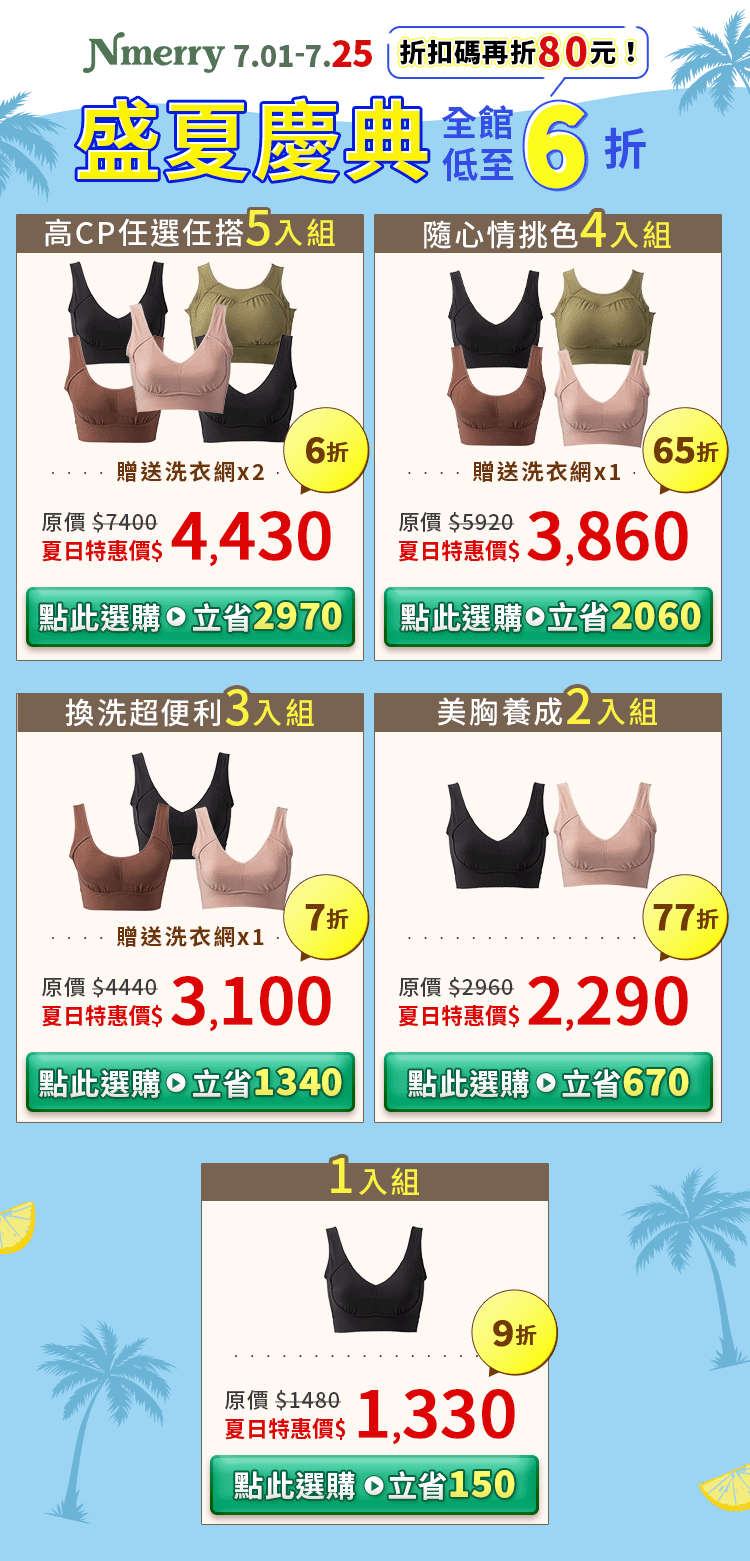 Nmerry 7.01-7.25 折扣碼再折80元！
盛夏慶典 全館低至6折
高CP任選任搭5入組
6折
贈送洗衣網x2
原價 $7400
夏日特惠價$ 4,430
點此選購 立省2970
隨心情挑色4入組
65折
贈送洗衣網x1
原價 $5920
夏日特惠價$ 3,860
點此選購 立省2060
換洗超便利3入組
7折
贈送洗衣網x1
原價 $4440
夏日特惠價$ 3,100
點此選購 立省1340
美胸養成2入組
77折
原價 $2960
夏日特惠價$ 2,290
點此選購 立省670
1入組
9折
原價 $1480
夏日特惠價$ 1,330
點此選購 立省150